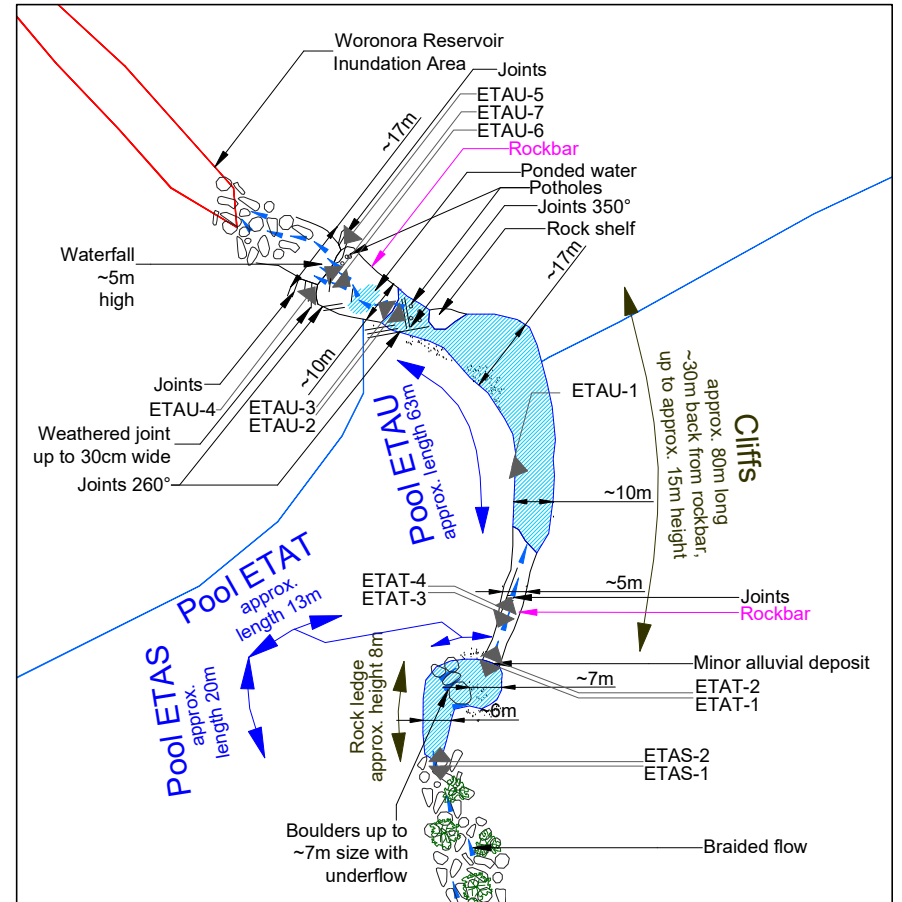 Woronora Reservoir
Inundation Area
Joints
ETAU-5
ETAU-7
ETAU-6
~17m
Rockbar
Ponded water
Potholes
Joints 350°
Rock shelf
~17m
Waterfall
~5m
high
Joints
ETAU-4
Weathered joint
up to 30cm wide
Joints 260°
~10m
ETAU-3
ETAU-2
Pool ETAU
approx. length 63m
ETAU-1
~10m
Cliffs
approx. 80m long
~30m back from rockbar,
up to approx. 15m height
Pool ETAT
approx.
length 13m
ETAT-4
ETAT-3
~5m
Joints
Rockbar
Minor alluvial deposit
ETAT-2
ETAT-1
~7m
~6m
Pool ETAS
approx.
length 20m
Rock ledge
approx. height 8m
ETAS-2
ETAS-1
Boulders up to
~7m size with
underflow
Braided flow